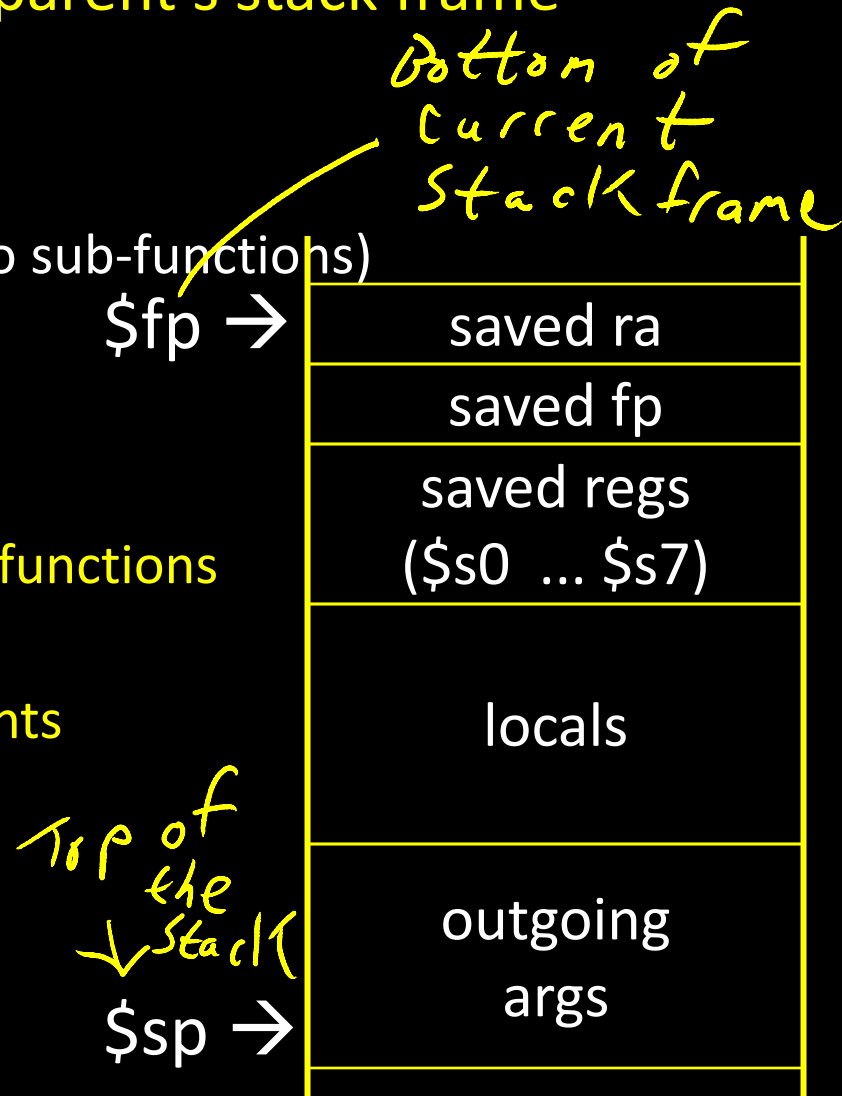 parent's stack frame
Bottom of
current
stack frame
o sub-functions)
$fp →
saved ra
saved fp
saved regs
($s0 ... $s7)
functions
locals
nts
Top of
the
stack
outgoing
args
$sp →